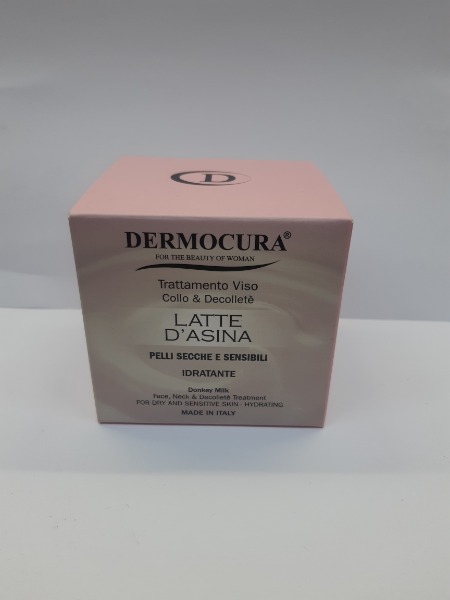 D
DERMOCURA®
FOR THE BEAUTY OF WOMAN
Trattamento Viso
Collo & Decolletè
LATTE
D'ASINA
PELLI SECCHE E SENSIBILI
IDRATANTE
Donkey Milk
Face, Neck & Decolletè Treatment
FOR DRY AND SENSITIVE SKIN - HYDRATING
MADE IN ITALY